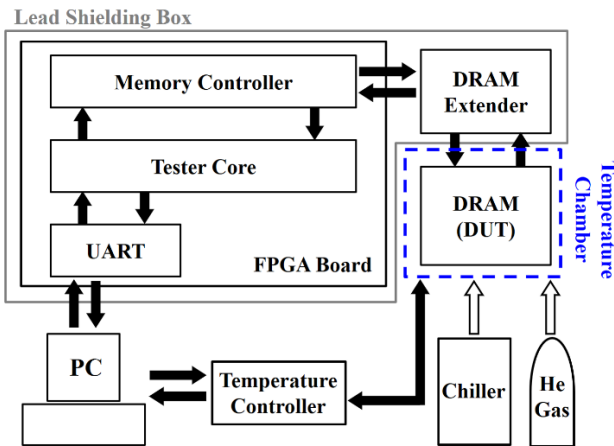 Lead Shielding Box
Memory Controller
DRAM
Extender
Tester Core
Temperature
Chamber
DRAM
(DUT)
UART
FPGA Board
PC
Temperature
Controller
Chiller
He
Gas